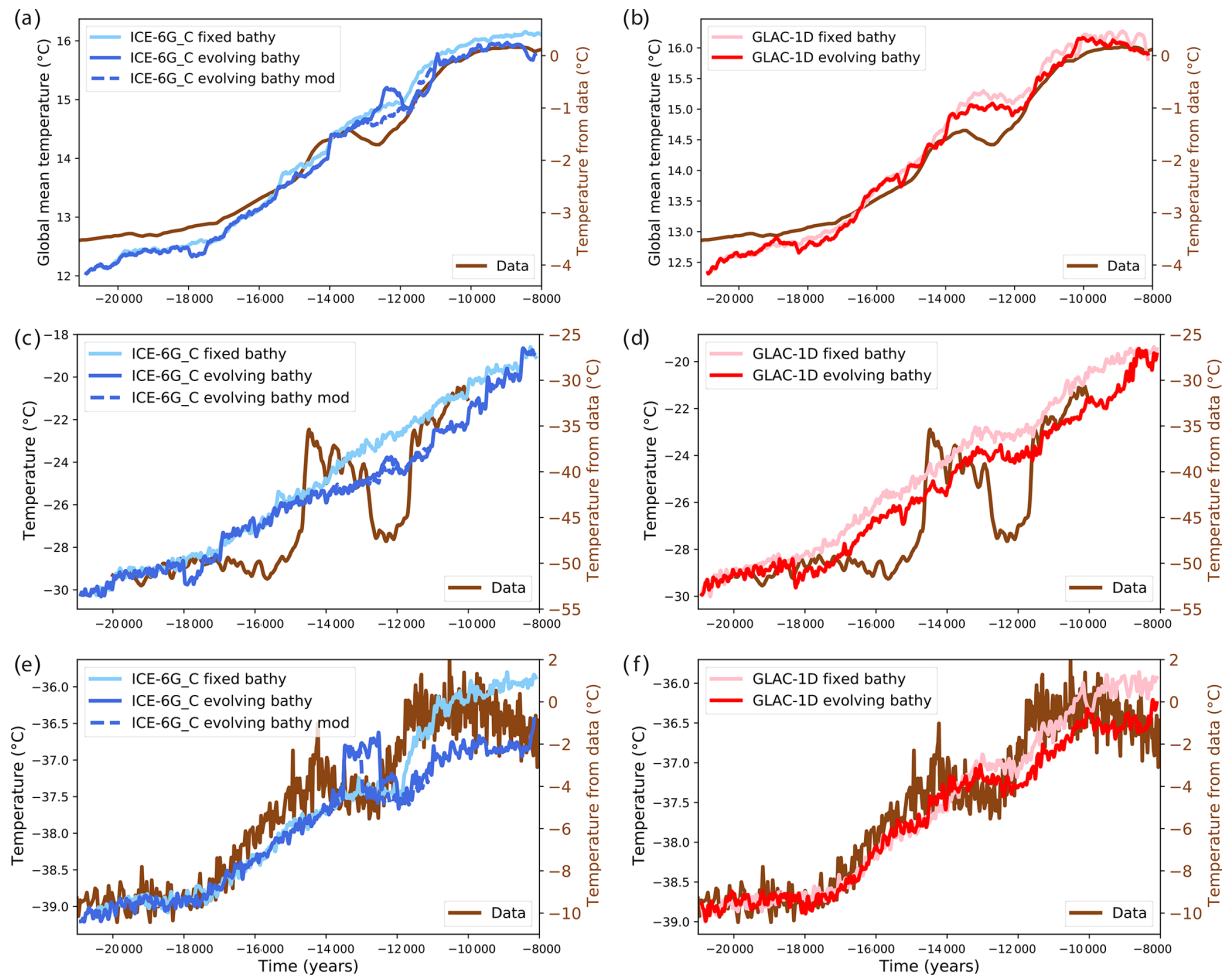 (a)
ICE-6G_C fixed bathy
ICE-6G_C evolving bathy
ICE-6G_C evolving bathy mod
Data
Global mean temperature (°C)
Temperature from data (°C)
16
15
14
13
12
0
−1
−2
−3
−4
−20000 −18000 −16000 −14000 −12000 −10000 −8000
(b)
GLAC-1D fixed bathy
GLAC-1D evolving bathy
Data
Global mean temperature (°C)
Temperature from data (°C)
16.0
15.5
15.0
14.5
14.0
13.5
13.0
12.5
0
−1
−2
−3
−4
−20000 −18000 −16000 −14000 −12000 −10000 −8000
(c)
ICE-6G_C fixed bathy
ICE-6G_C evolving bathy
ICE-6G_C evolving bathy mod
Data
Temperature (°C)
Temperature from data (°C)
−18
−20
−22
−24
−26
−28
−30
−25
−30
−35
−40
−45
−50
−55
−20000 −18000 −16000 −14000 −12000 −10000 −8000
(d)
GLAC-1D fixed bathy
GLAC-1D evolving bathy
Data
Temperature (°C)
Temperature from data (°C)
−20
−22
−24
−26
−28
−30
−25
−30
−35
−40
−45
−50
−55
−20000 −18000 −16000 −14000 −12000 −10000 −8000
(e)
ICE-6G_C fixed bathy
ICE-6G_C evolving bathy
ICE-6G_C evolving bathy mod
Data
Temperature (°C)
Temperature from data (°C)
−36.0
−36.5
−37.0
−37.5
−38.0
−38.5
−39.0
2
0
−2
−4
−6
−8
−10
−20000 −18000 −16000 −14000 −12000 −10000 −8000
Time (years)
(f)
GLAC-1D fixed bathy
GLAC-1D evolving bathy
Data
Temperature (°C)
Temperature from data (°C)
−36.0
−36.5
−37.0
−37.5
−38.0
−38.5
−39.0
2
0
−2
−4
−6
−8
−10
−20000 −18000 −16000 −14000 −12000 −10000 −8000
Time (years)